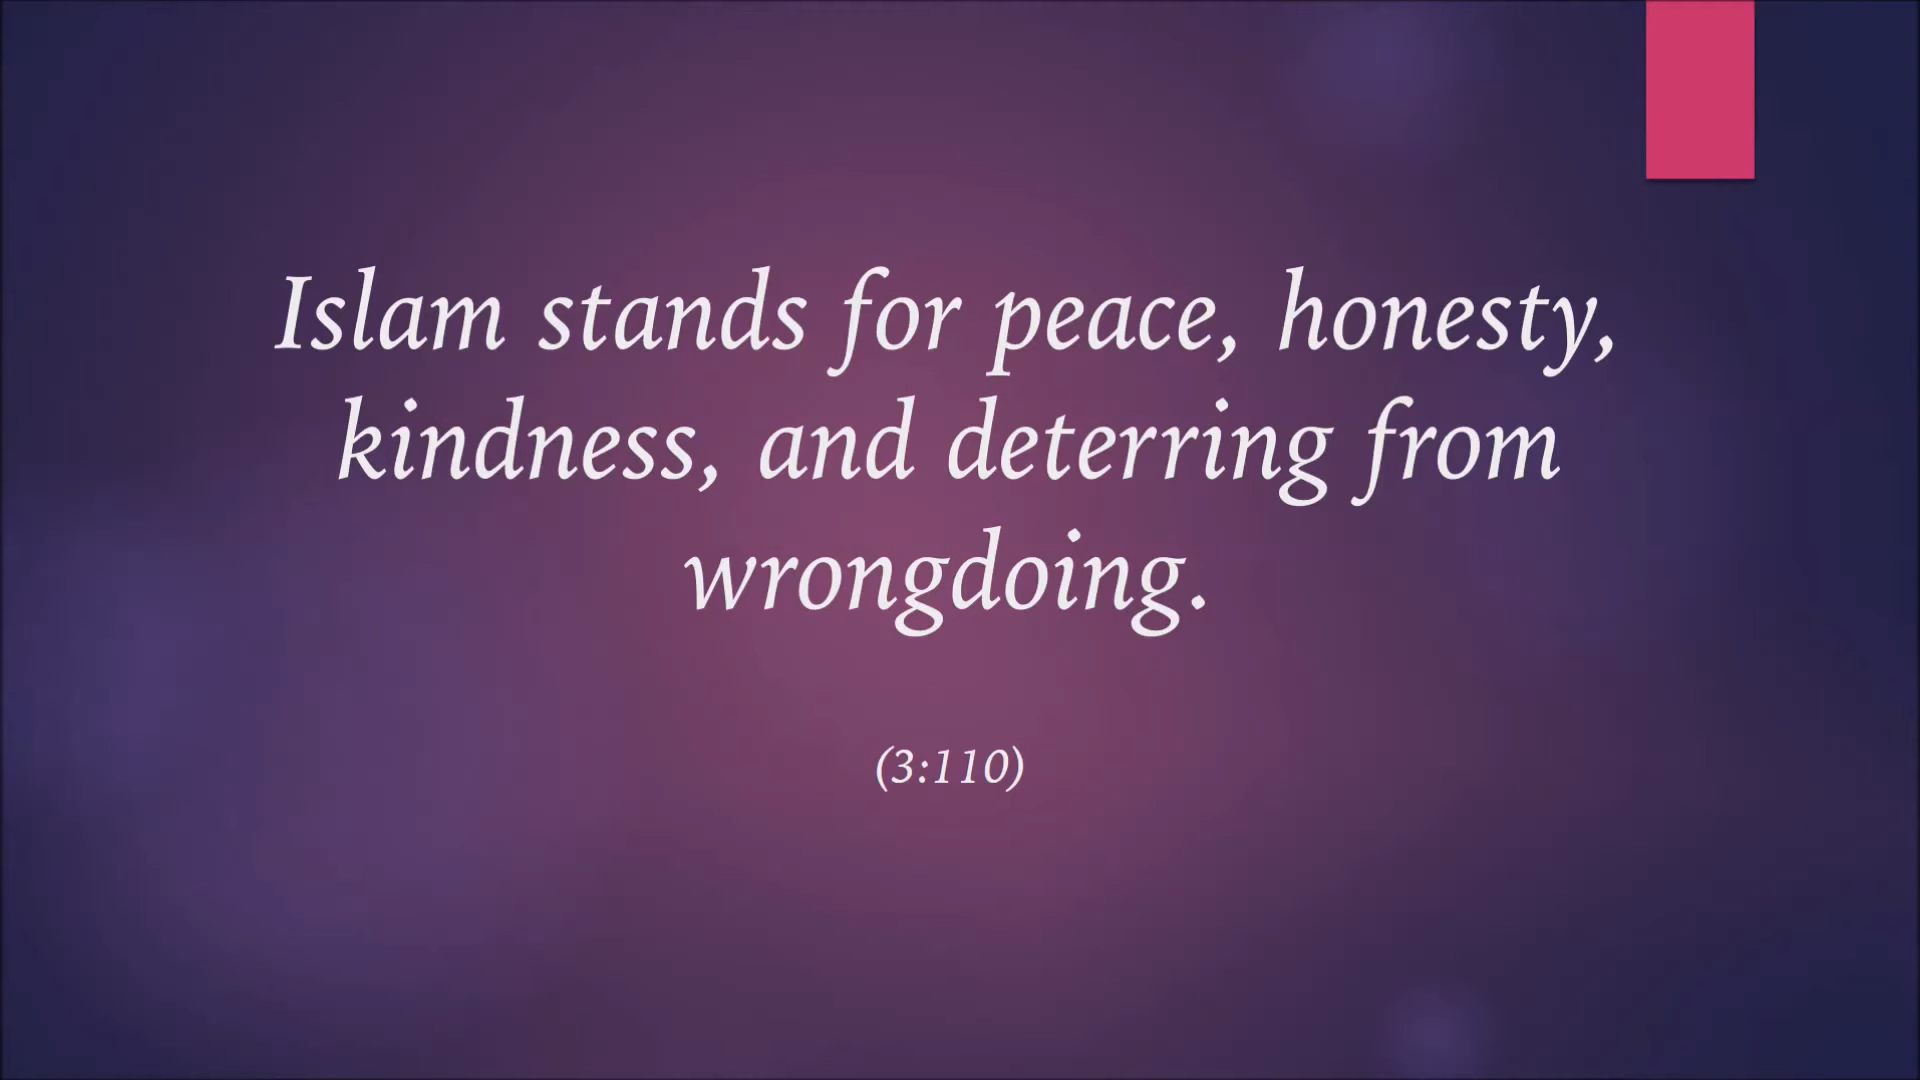 Islam stands for peace, honesty,
kindness, and deterring from
wrongdoing.
(3:110)